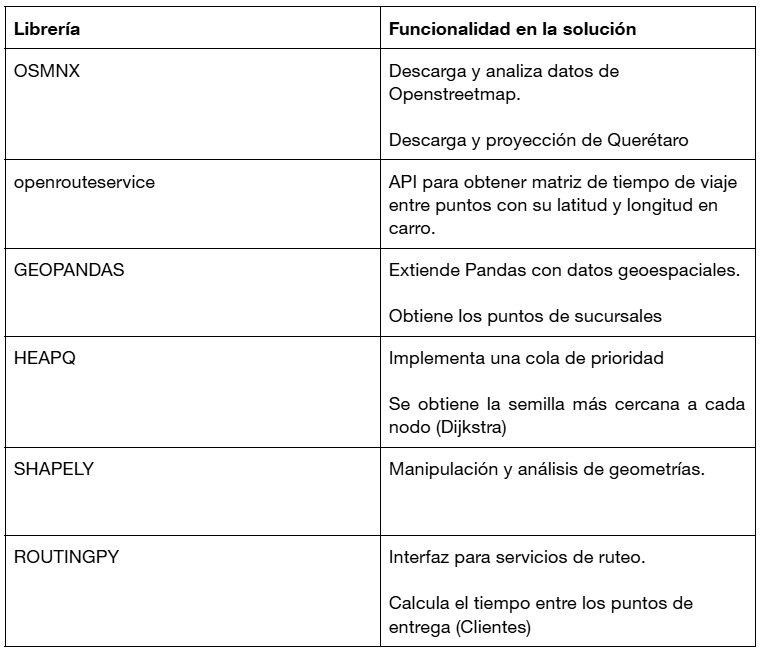 Librería
Funcionalidad en la solución
OSMNX
Descarga y analiza datos de
Openstreetmap.
Descarga y proyección de Querétaro
openrouteservice
API para obtener matriz de tiempo de viaje
entre puntos con su latitud y longitud en
carro.
GEOPANDAS
Extiende Pandas con datos geoespaciales.
Obtiene los puntos de sucursales
HEAPQ
Implementa una cola de prioridad
Se obtiene la semilla más cercana a cada
nodo (Dijkstra)
SHAPELY
Manipulación y análisis de geometrías.
ROUTINGPY
Interfaz para servicios de ruteo.
Calcula el tiempo entre los puntos de
entrega (Clientes)